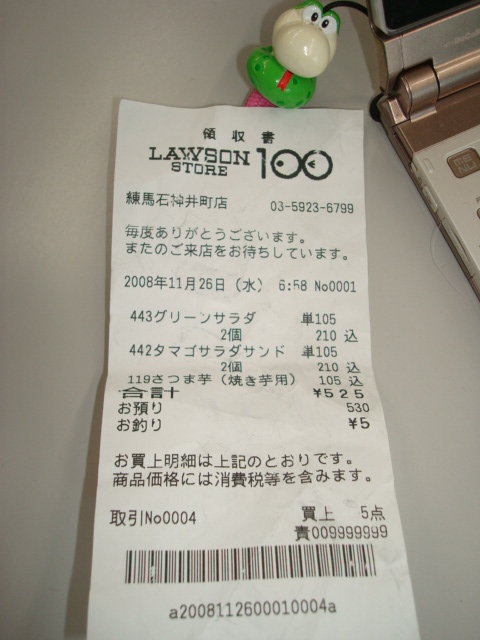 領収書
LAWSON
STORE 100
練馬石神井町店 03-5923-6799
毎度ありがとうございます。
またのご来店をお待ちしています。
2008年11月26日（水） 6:58 No0001
443グリーンサラダ 単105
2個 210 込
442タマゴサラダサンド 単105
2個 210 込
119さつま芋（焼き芋用） 105 込
合計 ¥525
お預り 530
お釣り ¥5
お買上明細は上記のとおりです。
商品価格には消費税等を含みます。
取引No0004 買上 5点
責009999999
a2008112600010004a
MENU